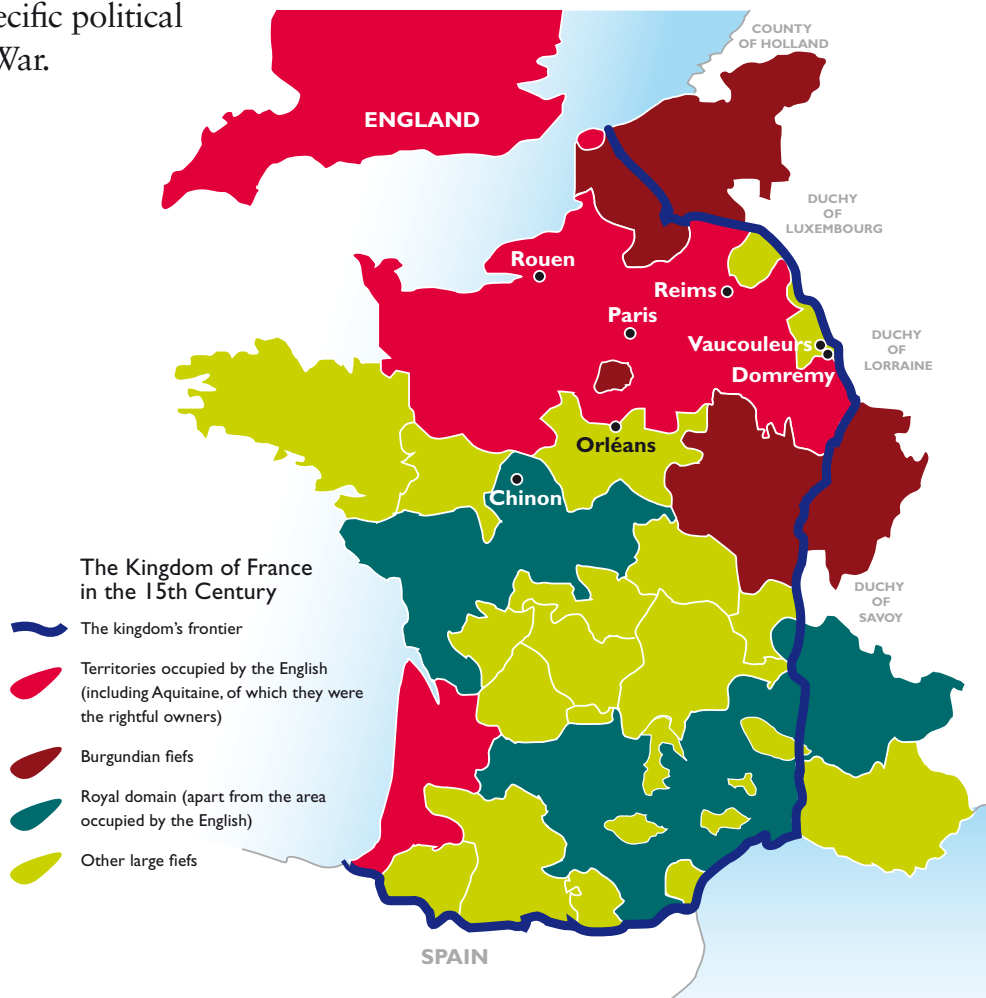 ecific political
War.
COUNTY
OF HOLLAND
ENGLAND
DUCHY
OF
LUXEMBOURG
Rouen
Reims
Paris
Vaucouleurs
DUCHY
OF
LORRAINE
Domremy
Orléans
Chinon
The Kingdom of France
in the 15th Century
DUCHY
OF
SAVOY
The kingdom's frontier
Territories occupied by the English
(including Aquitaine, of which they were
the rightful owners)
Burgundian fiefs
Royal domain (apart from the area
occupied by the English)
Other large fiefs
SPAIN